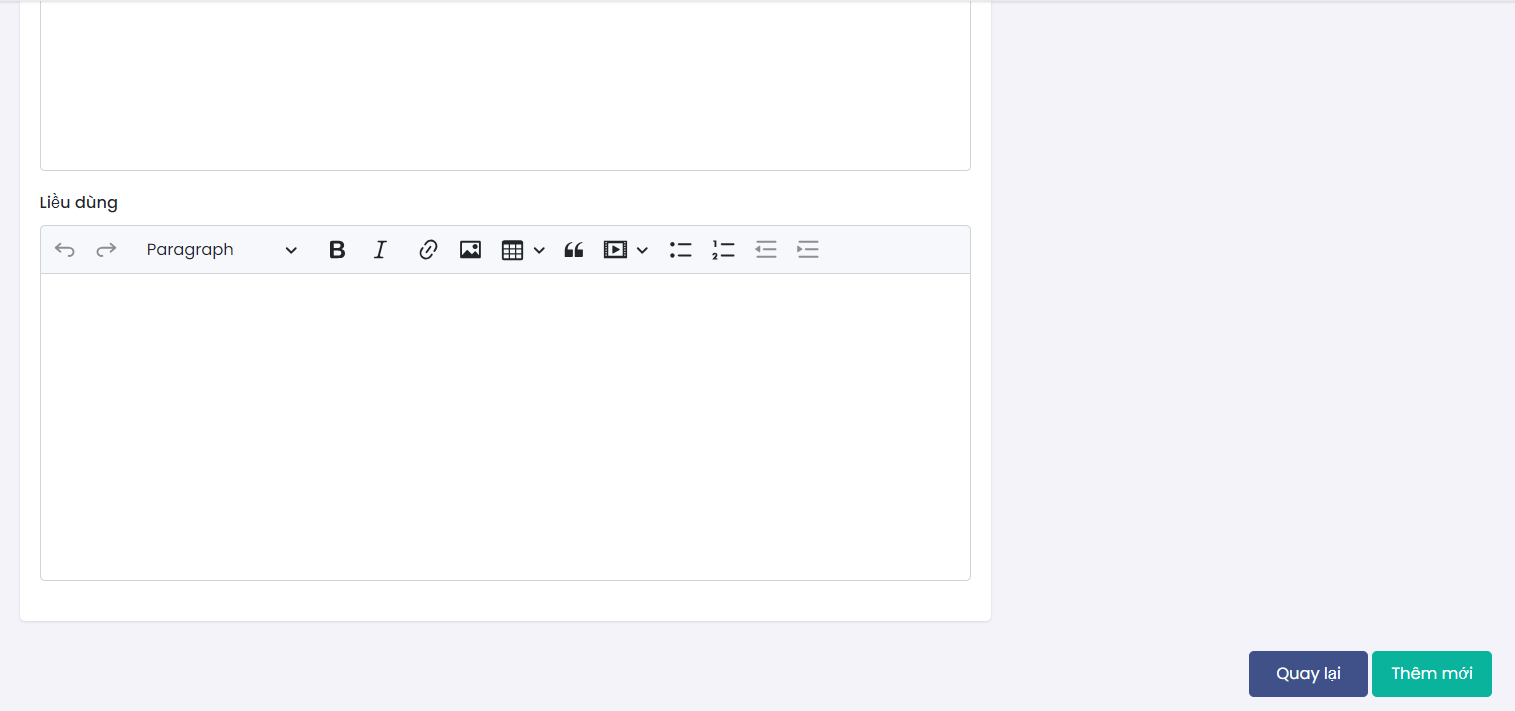 Liều dùng
Paragraph
Quay lại
Thêm mới